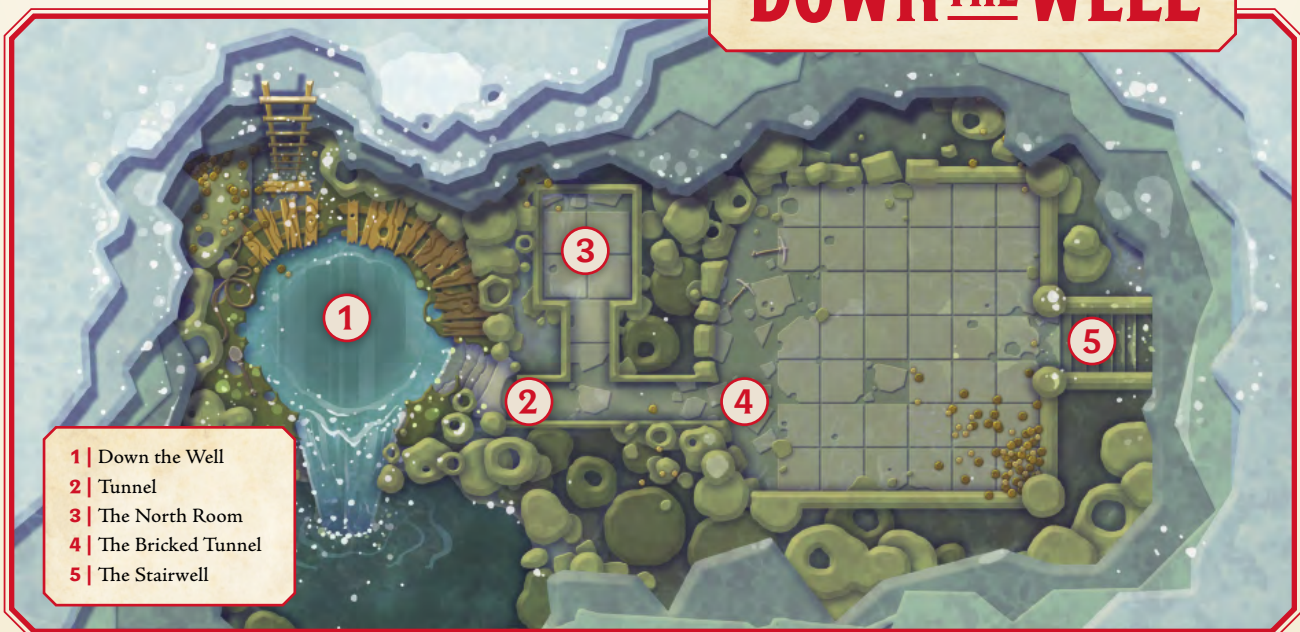 DOWN THE WELL
1
3
5
2
4
1 | Down the Well
2 | Tunnel
3 | The North Room
4 | The Bricked Tunnel
5 | The Stairwell